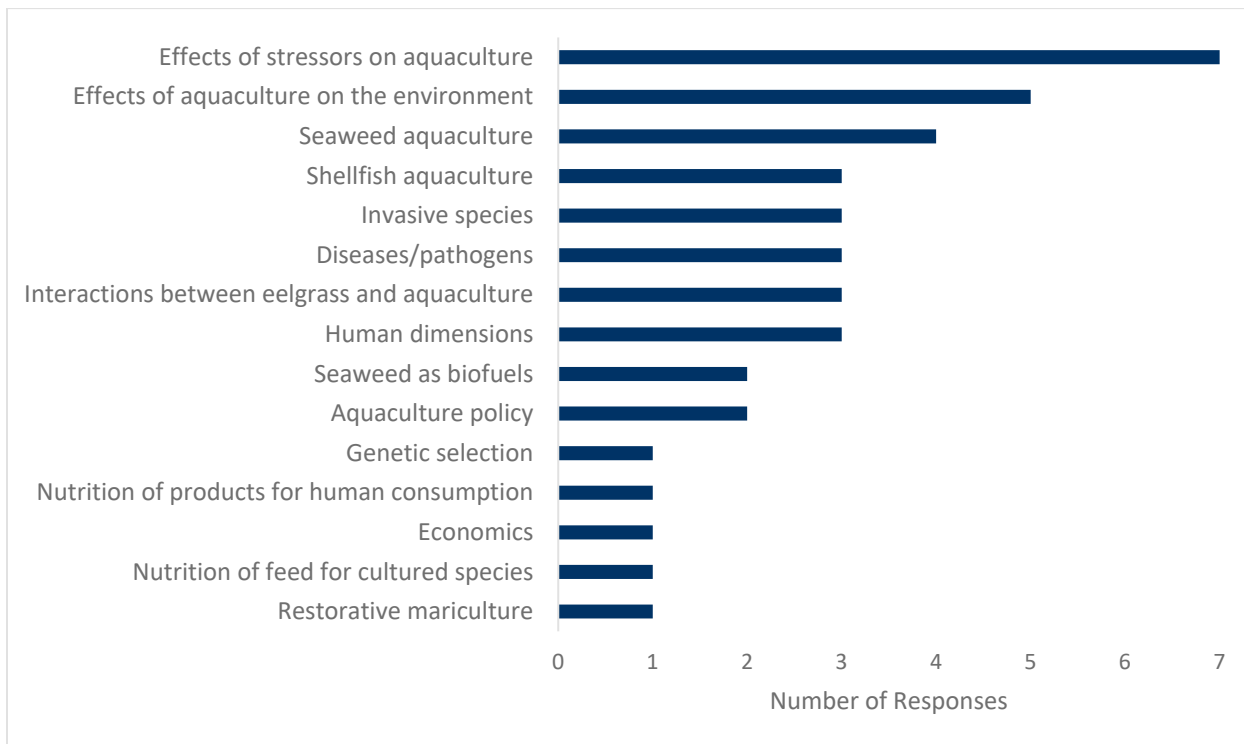 Effects of stressors on aquaculture
Effects of aquaculture on the environment
Seaweed aquaculture
Shellfish aquaculture
Invasive species
Diseases/pathogens
Interactions between eelgrass and aquaculture
Human dimensions
Seaweed as biofuels
Aquaculture policy
Genetic selection
Nutrition of products for human consumption
Economics
Nutrition of feed for cultured species
Restorative mariculture
0 1 2 3 4 5 6 7
Number of Responses